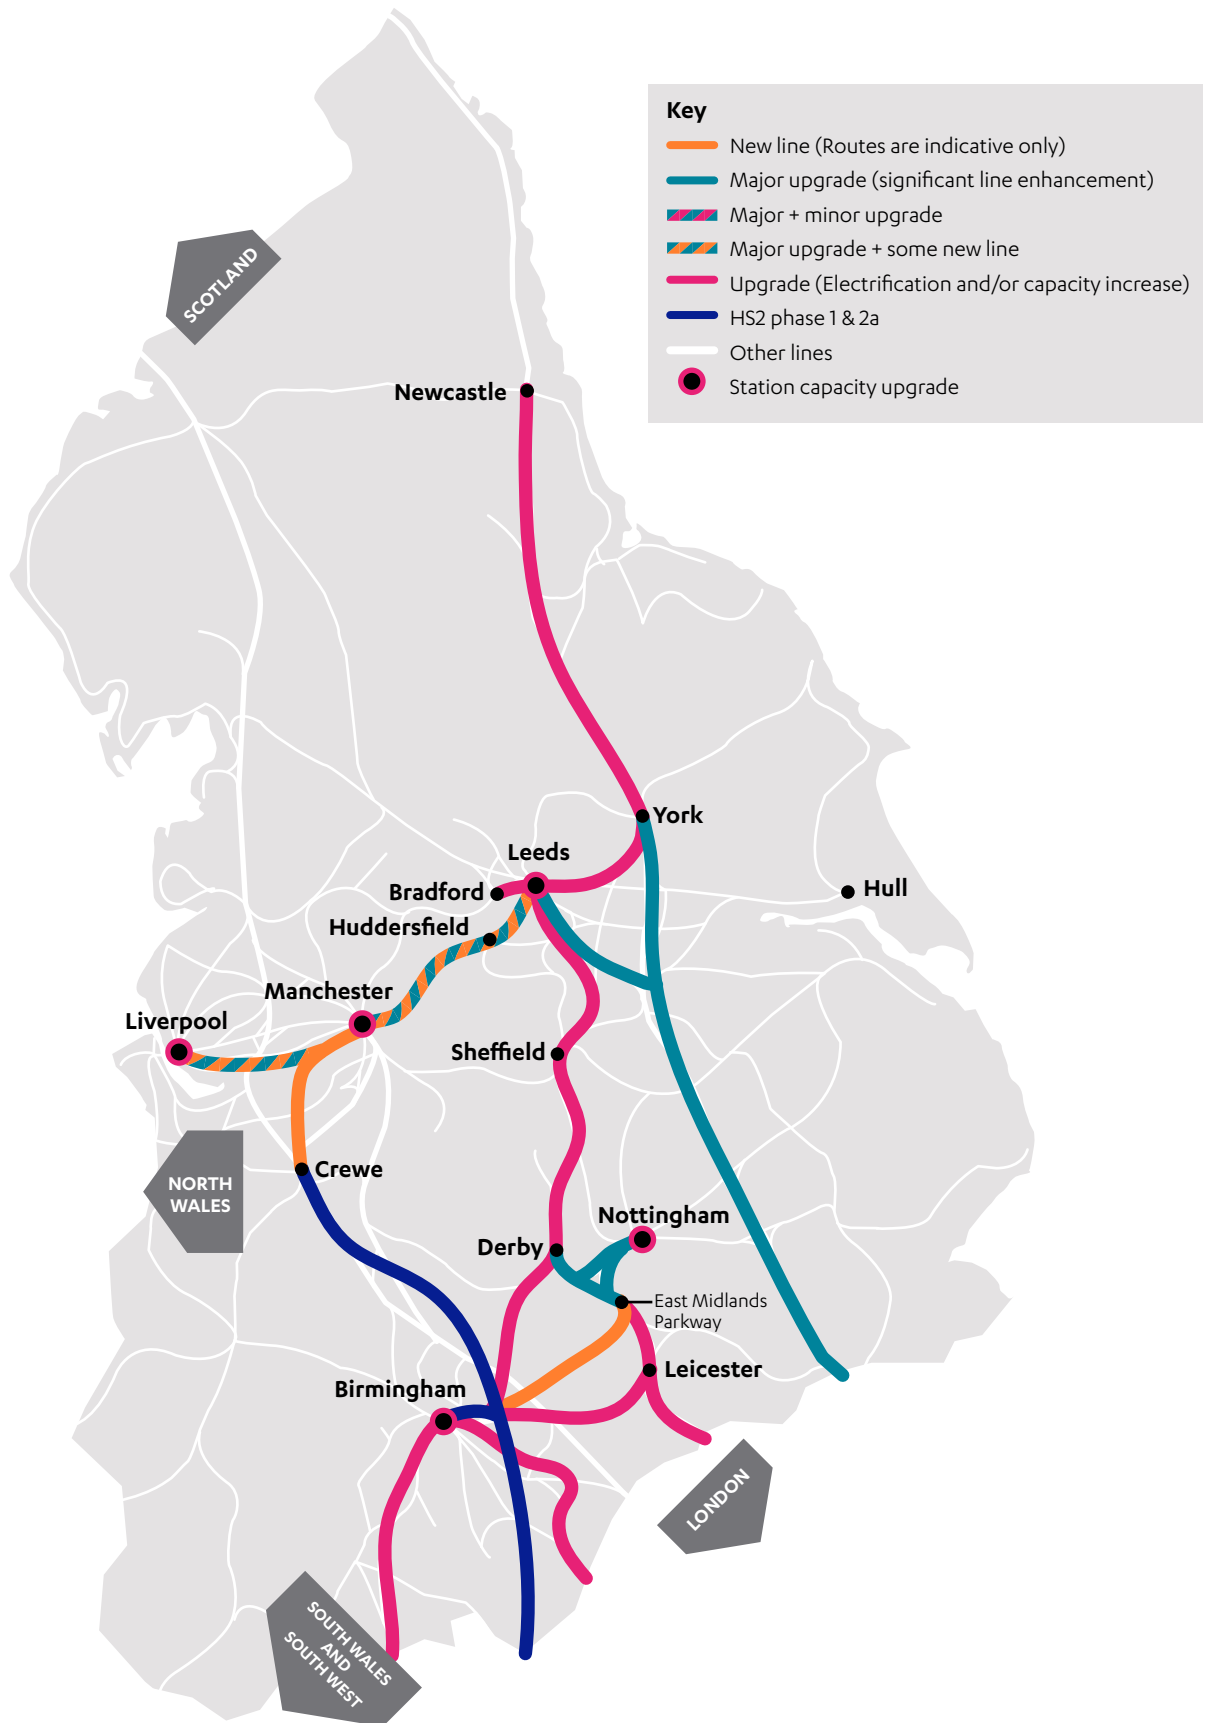 Key
New line (Routes are indicative only)
Major upgrade (significant line enhancement)
Major + minor upgrade
Major upgrade + some new line
Upgrade (Electrification and/or capacity increase)
HS2 phase 1 & 2a
Other lines
Station capacity upgrade
SCOTLAND
Newcastle
York
Leeds
Bradford
Hull
Huddersfield
Manchester
Liverpool
Sheffield
Crewe
NORTH
WALES
Nottingham
Derby
East Midlands
Parkway
Leicester
Birmingham
LONDON
SOUTH WALES
AND
SOUTH WEST